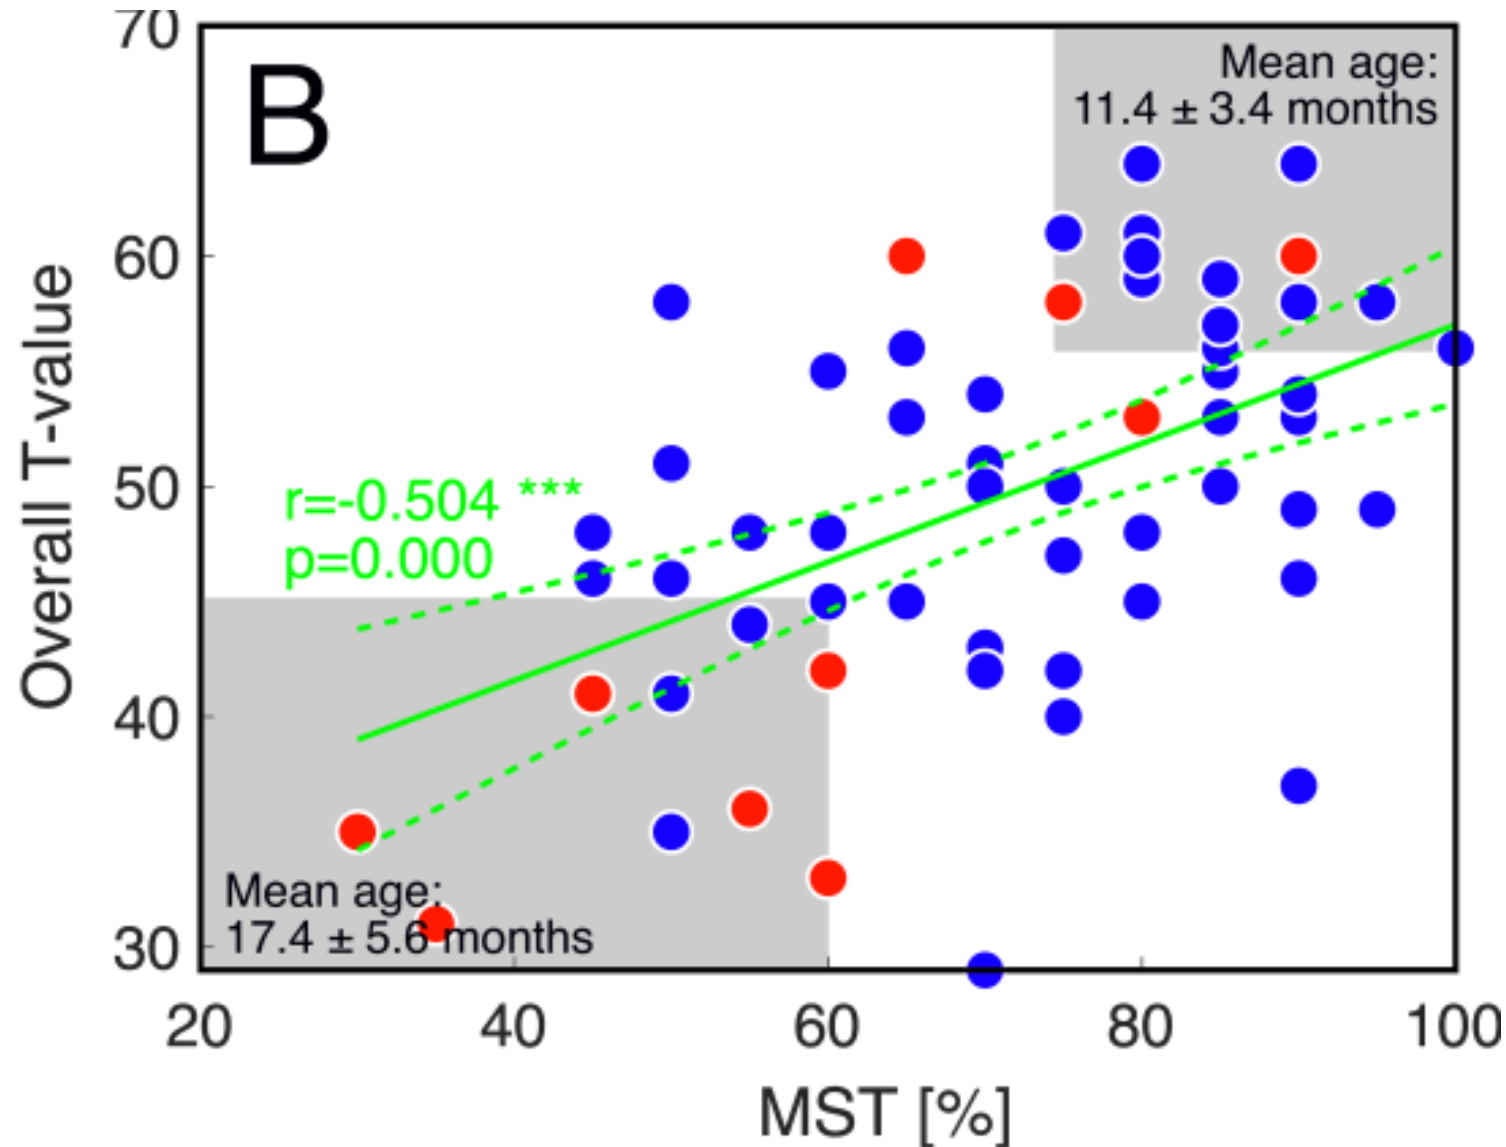 B
Mean age:
11.4 ± 3.4 months
r=-0.504 ***
p=0.000
Mean age:
17.4 ± 5.6 months
Overall T-value
70
60
50
40
30
20 40 60 80 100
MST [%]